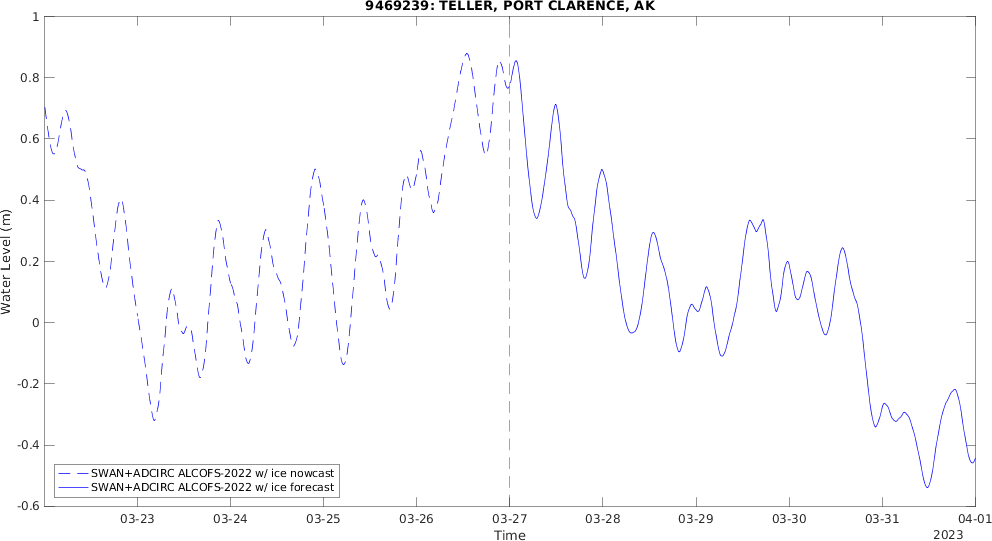 9469239: TELLER, PORT CLARENCE, AK
1
0.8
0.6
0.4
0.2
0
-0.2
-0.4
-0.6
Water Level (m)
SWAN+ADCIRC ALCOFS-2022 w/ ice nowcast
SWAN+ADCIRC ALCOFS-2022 w/ ice forecast
03-23 03-24 03-25 03-26 03-27 03-28 03-29 03-30 03-31 04-01
Time
2023